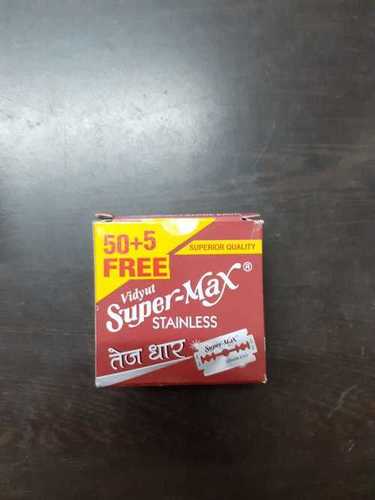 50+5
FREE
SUPERIOR QUALITY
Vidyut
Super-Max®
STAINLESS
तेज धार
Super-Max